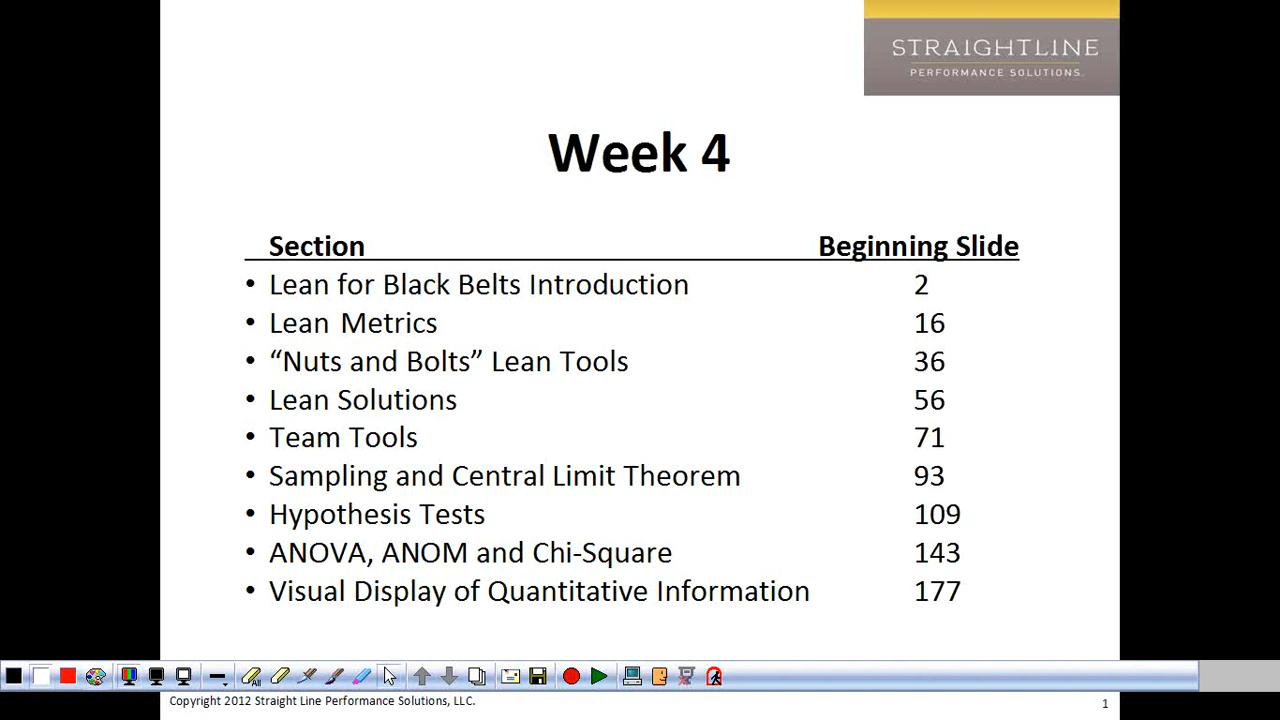 STRAIGHTLINE
PERFORMANCE SOLUTIONS.
Week 4
Section Beginning Slide
• Lean for Black Belts Introduction 2
• Lean Metrics 16
• “Nuts and Bolts” Lean Tools 36
• Lean Solutions 56
• Team Tools 71
• Sampling and Central Limit Theorem 93
• Hypothesis Tests 109
• ANOVA, ANOM and Chi-Square 143
• Visual Display of Quantitative Information 177
All
Copyright 2012 Straight Line Performance Solutions, LLC. 1